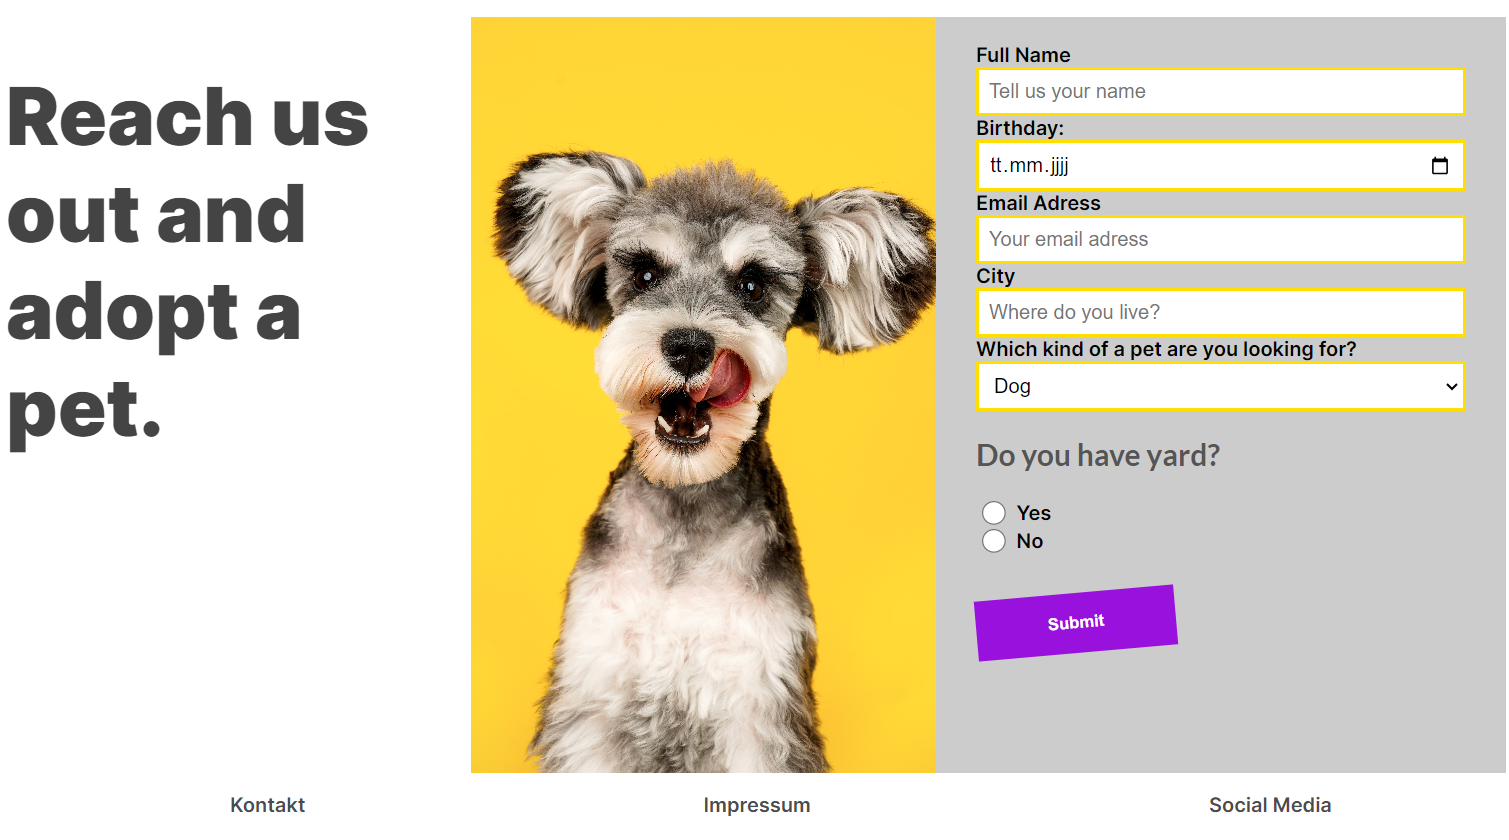 Reach us
out and
adopt a
pet.
Full Name
Tell us your name
Birthday:
tt.mm.jjjj
Email Adress
Your email adress
City
Where do you live?
Which kind of a pet are you looking for?
Dog
Do you have yard?
Yes
No
Submit
Kontakt
Impressum
Social Media